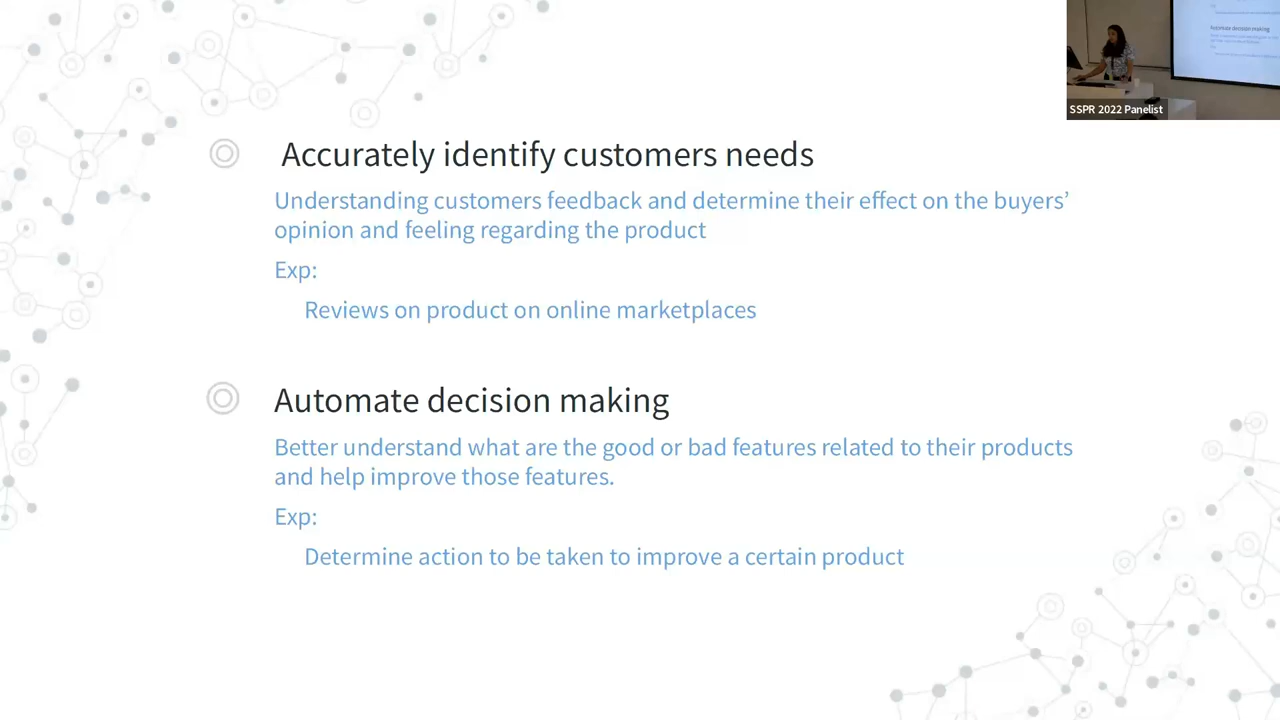 SSPR 2022 Panelist
Automate decision making
Accurately identify customers needs
Understanding customers feedback and determine their effect on the buyers’
opinion and feeling regarding the product
Exp:
Reviews on product on online marketplaces
Automate decision making
Better understand what are the good or bad features related to their products
and help improve those features.
Exp:
Determine action to be taken to improve a certain product